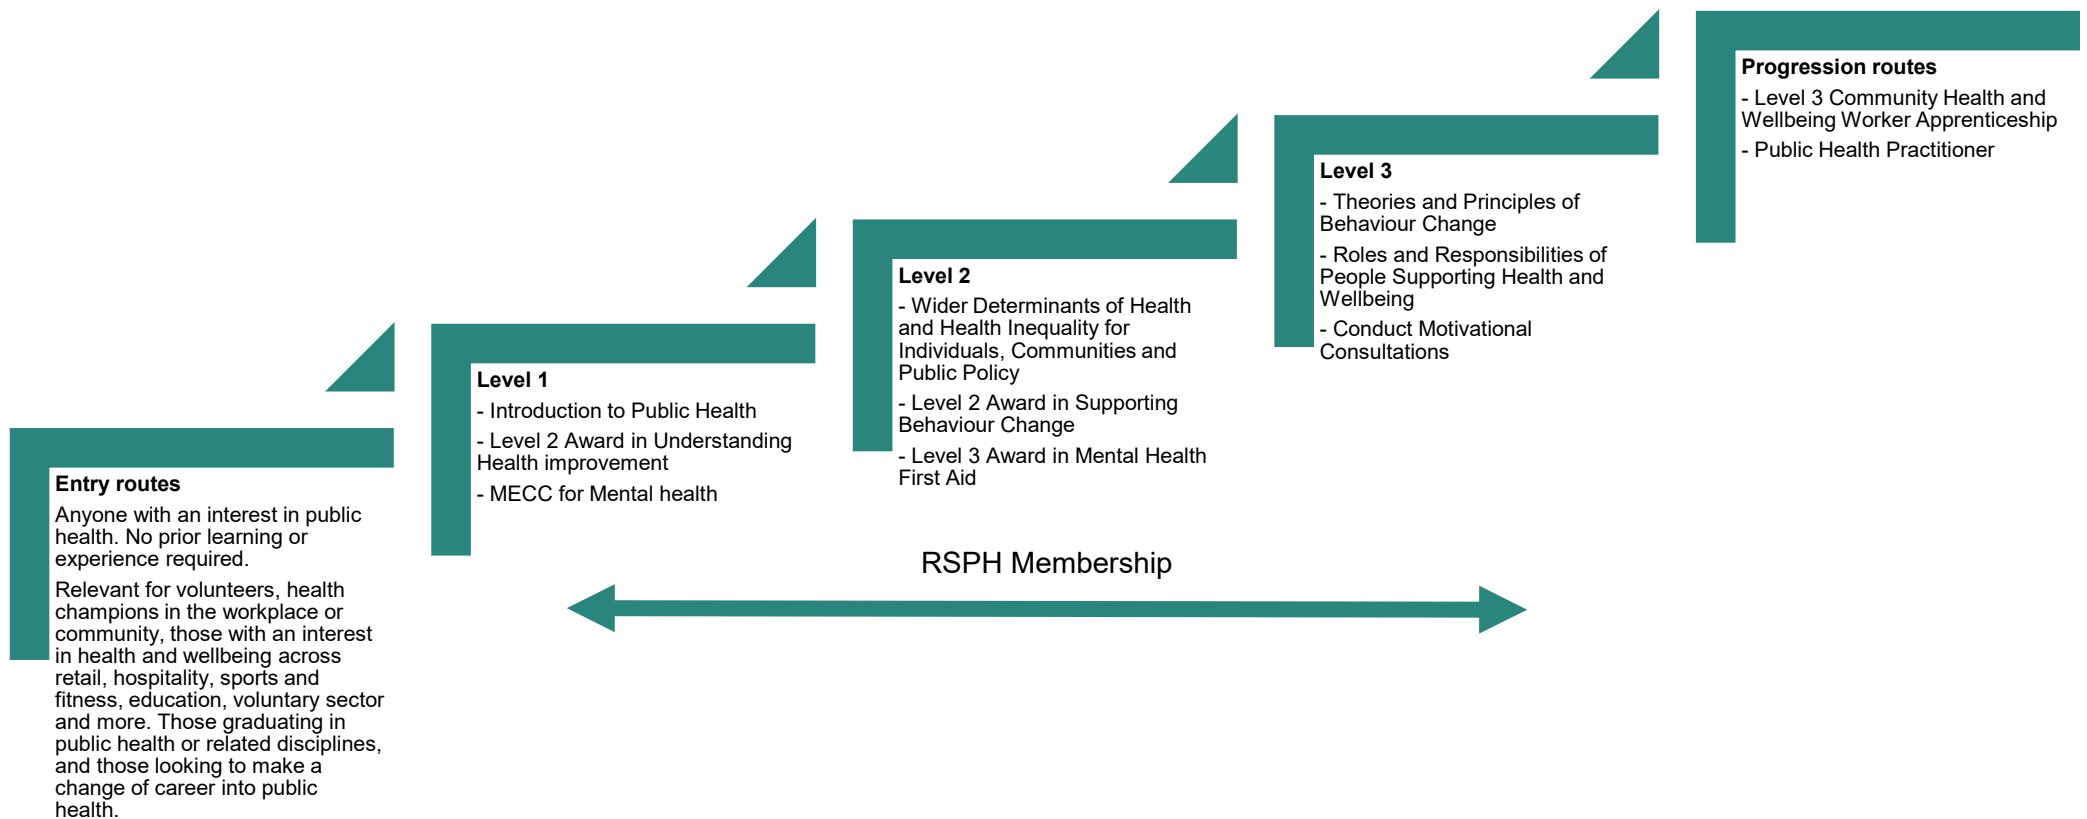 Entry routes
Anyone with an interest in public
health. No prior learning or
experience required.
Relevant for volunteers, health
champions in the workplace or
community, those with an interest
in health and wellbeing across
retail, hospitality, sports and
fitness, education, voluntary sector
and more. Those graduating in
public health or related disciplines,
and those looking to make a
change of career into public
health.
Level 1
- Introduction to Public Health
- Level 2 Award in Understanding
Health improvement
- MECC for Mental health
Level 2
- Wider Determinants of Health
and Health Inequality for
Individuals, Communities and
Public Policy
- Level 2 Award in Supporting
Behaviour Change
- Level 3 Award in Mental Health
First Aid
Level 3
- Theories and Principles of
Behaviour Change
- Roles and Responsibilities of
People Supporting Health and
Wellbeing
- Conduct Motivational
Consultations
Progression routes
- Level 3 Community Health and
Wellbeing Worker Apprenticeship
- Public Health Practitioner
RSPH Membership